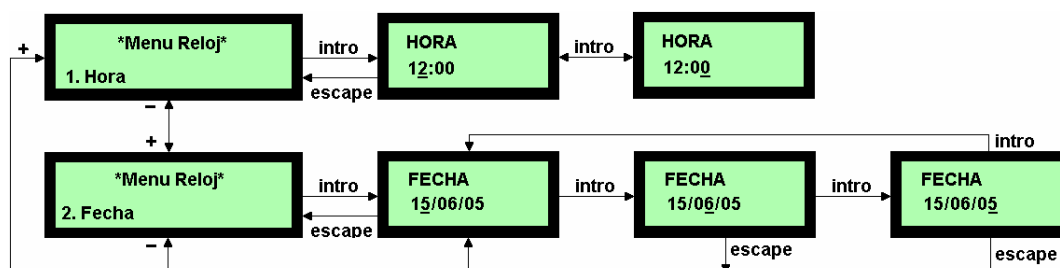 *Menu Reloj*
1. Hora
+
intro
escape
HORA
12:00
intro
HORA
12:00
−
+
*Menu Reloj*
2. Fecha
−
intro
escape
FECHA
15/06/05
intro
FECHA
15/06/05
intro
escape
FECHA
15/06/05
intro
escape